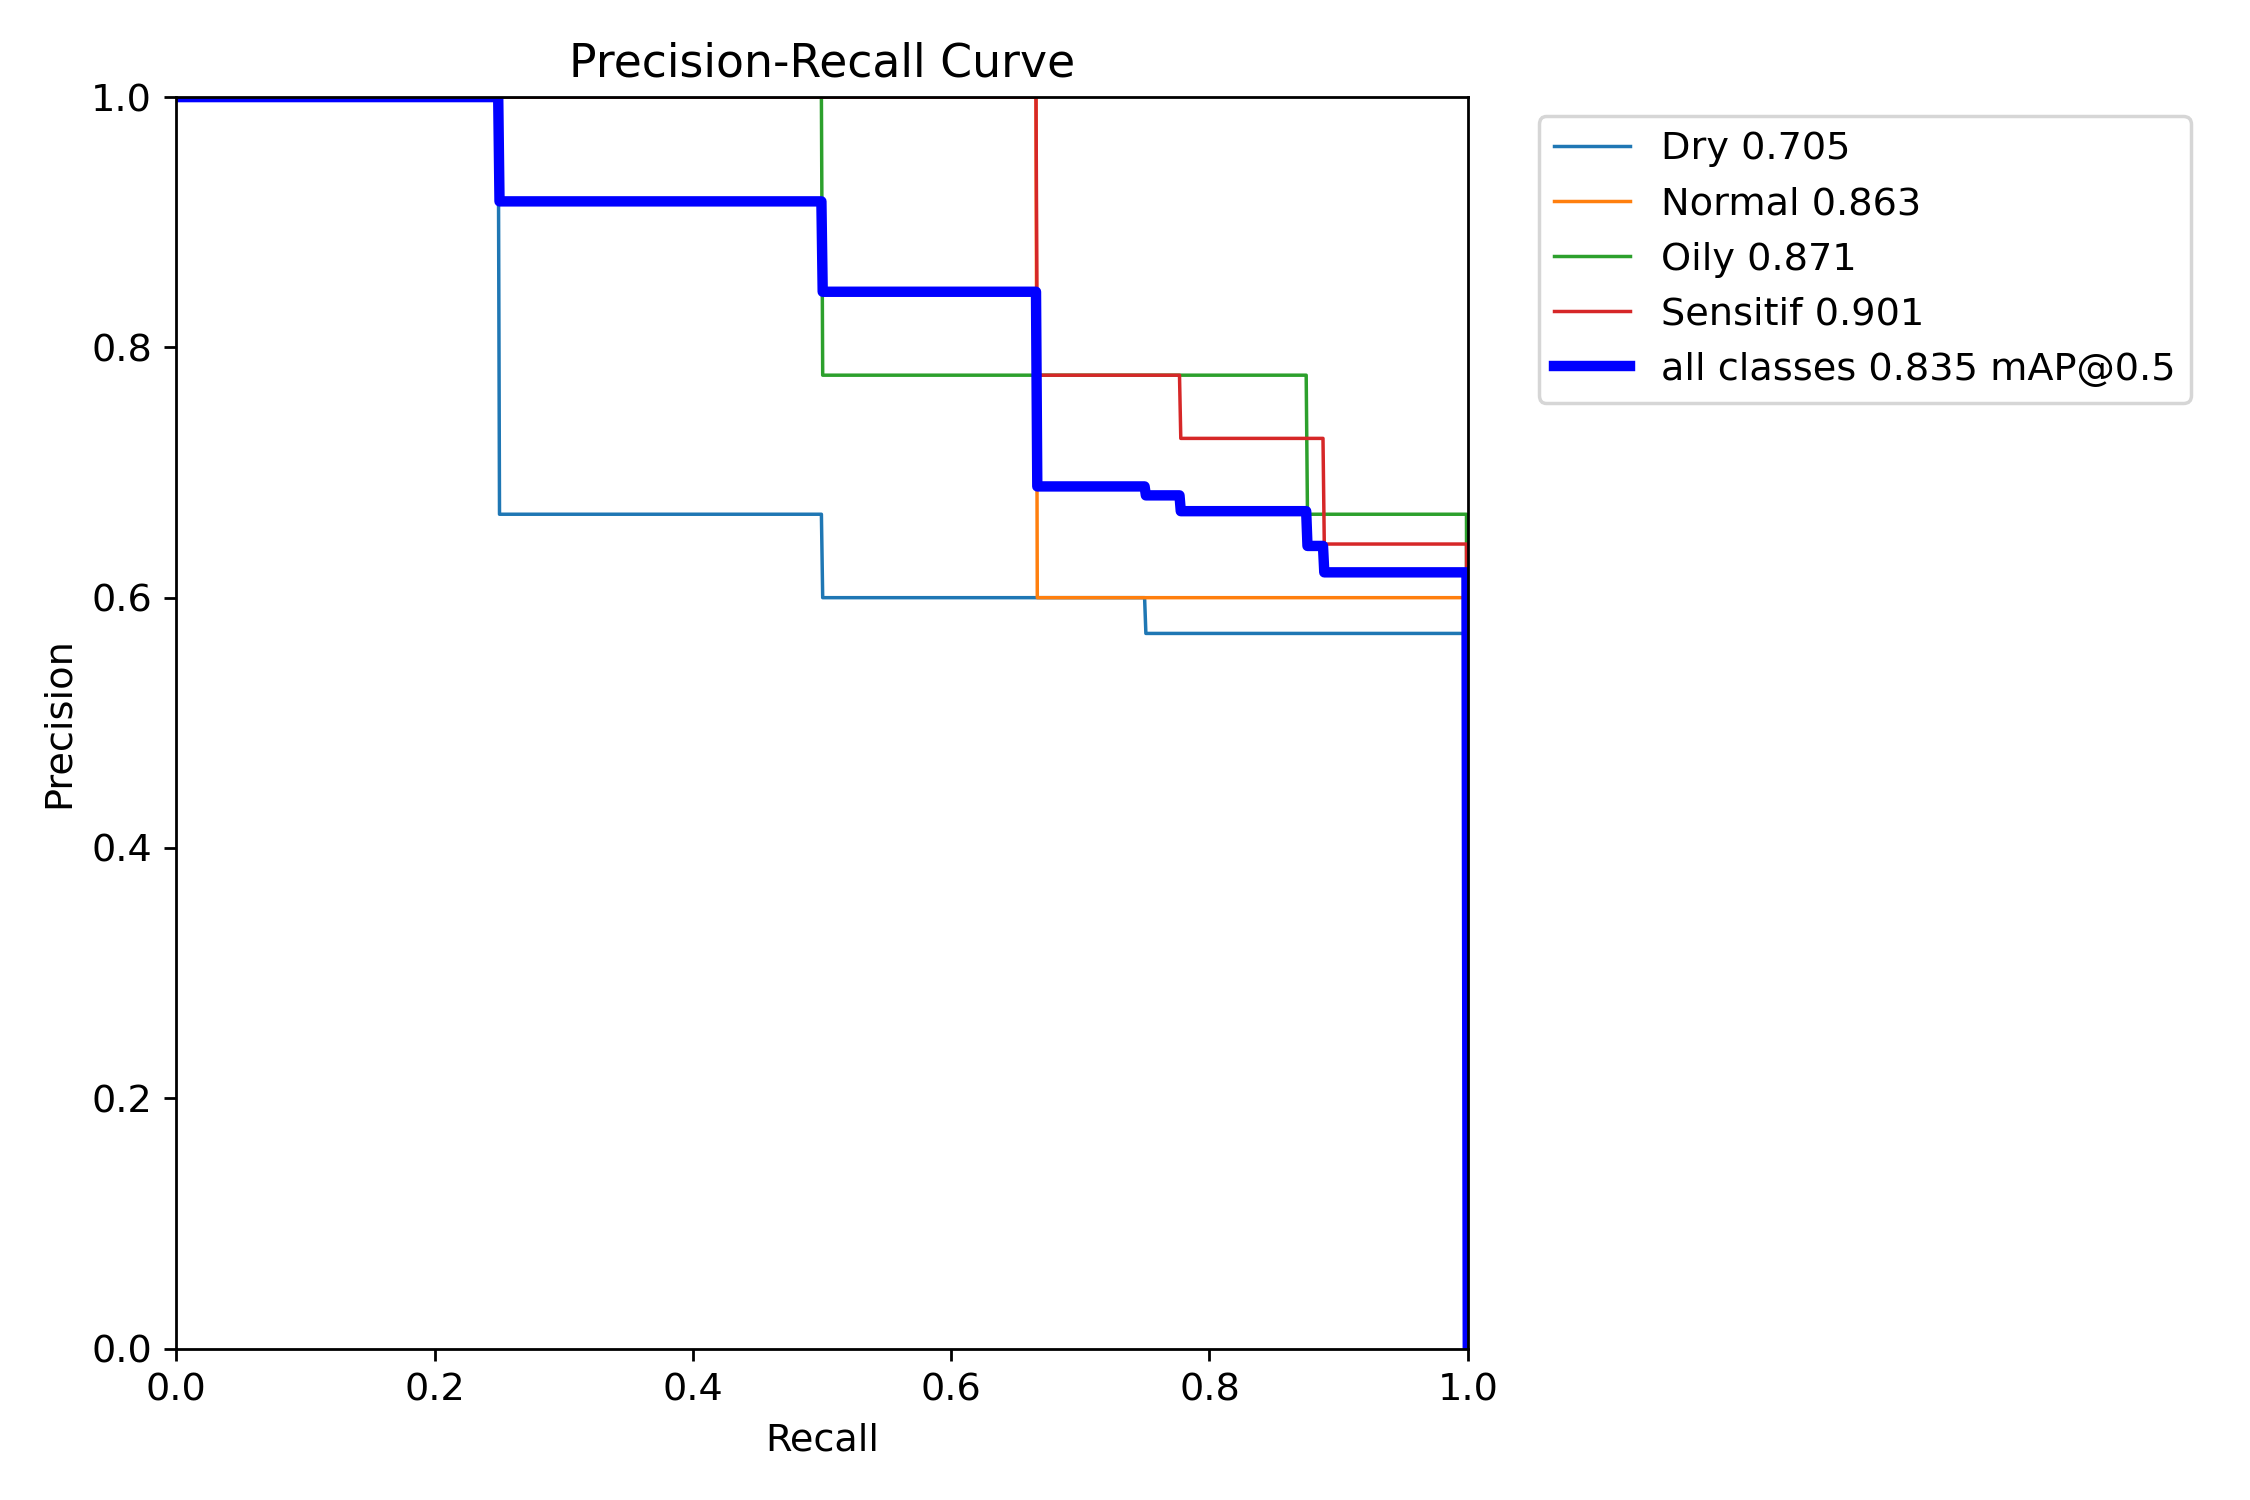 Precision-Recall Curve
1.0
0.8
0.6
0.4
0.2
0.0
Precision
0.0 0.2 0.4 0.6 0.8 1.0
Recall
Dry 0.705
Normal 0.863
Oily 0.871
Sensitif 0.901
all classes 0.835 mAP@0.5